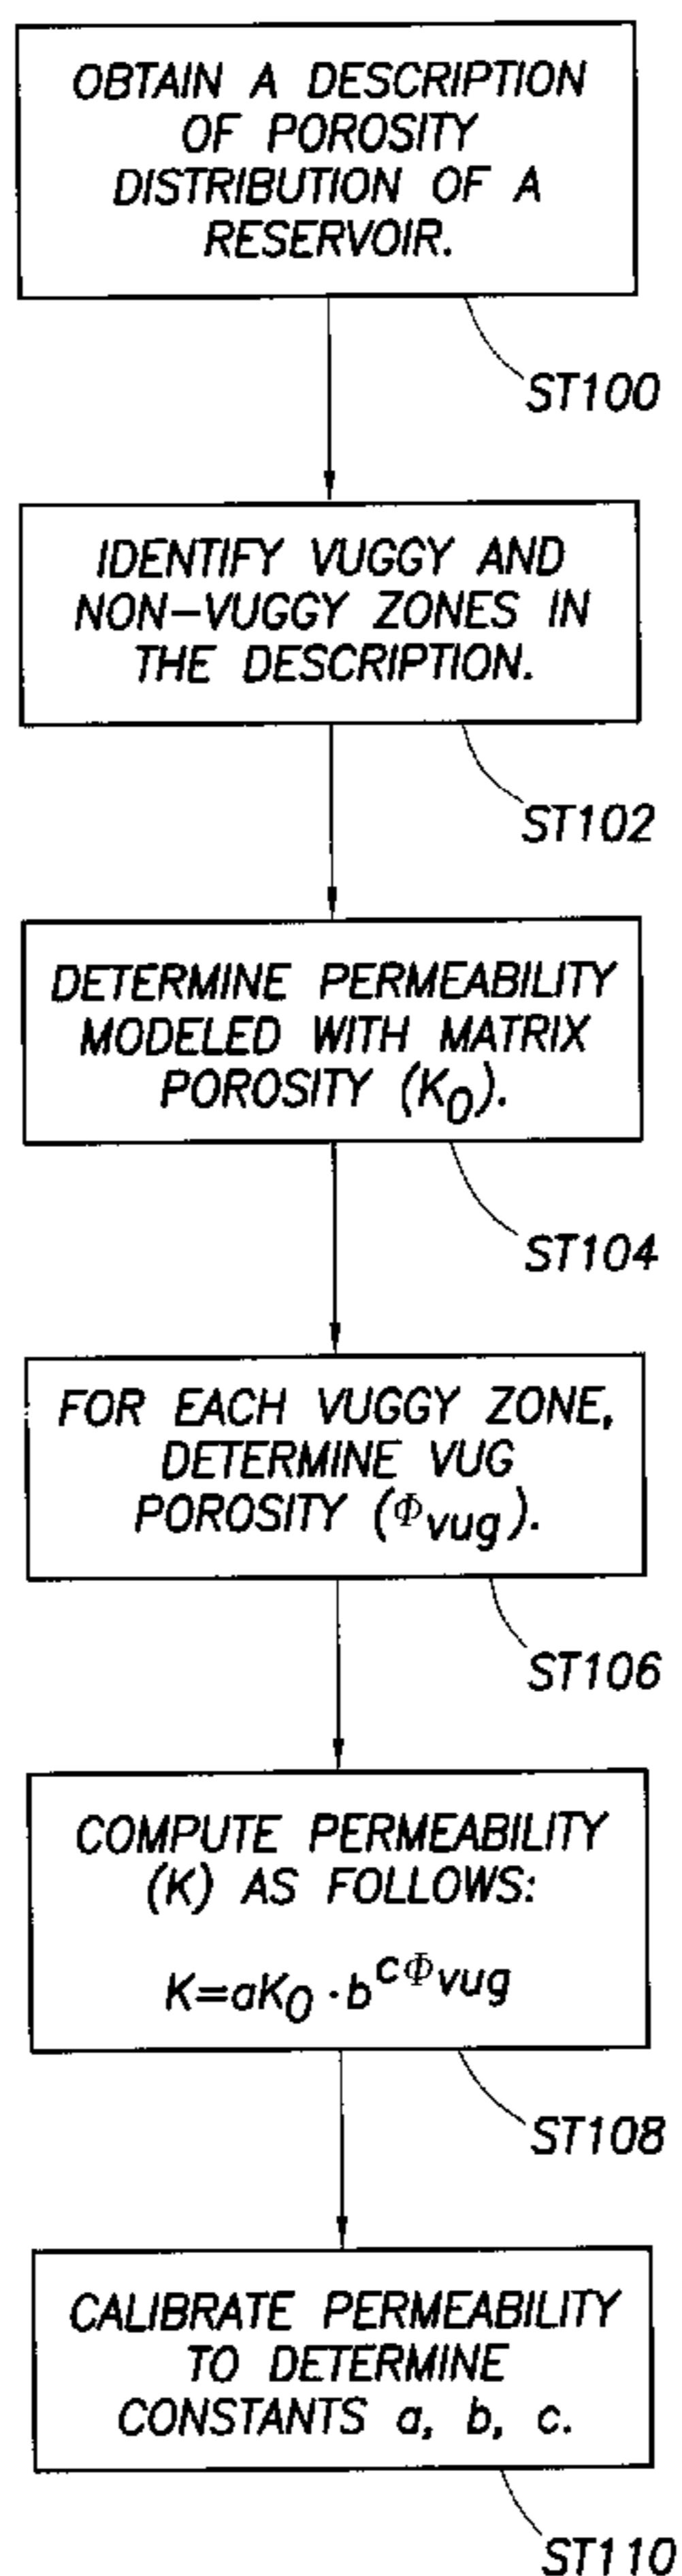 OBTAIN A DESCRIPTION
OF POROSITY
DISTRIBUTION OF A
RESERVOIR.
ST100
IDENTIFY VUGGY AND
NON-VUGGY ZONES IN
THE DESCRIPTION.
ST102
DETERMINE PERMEABILITY
MODELED WITH MATRIX
POROSITY (K₀).
ST104
FOR EACH VUGGY ZONE,
DETERMINE VUG
POROSITY (Φvug).
ST106
COMPUTE PERMEABILITY
(K) AS FOLLOWS:
K=aK₀·b^cΦvug
ST108
CALIBRATE PERMEABILITY
TO DETERMINE
CONSTANTS a, b, c.
ST110